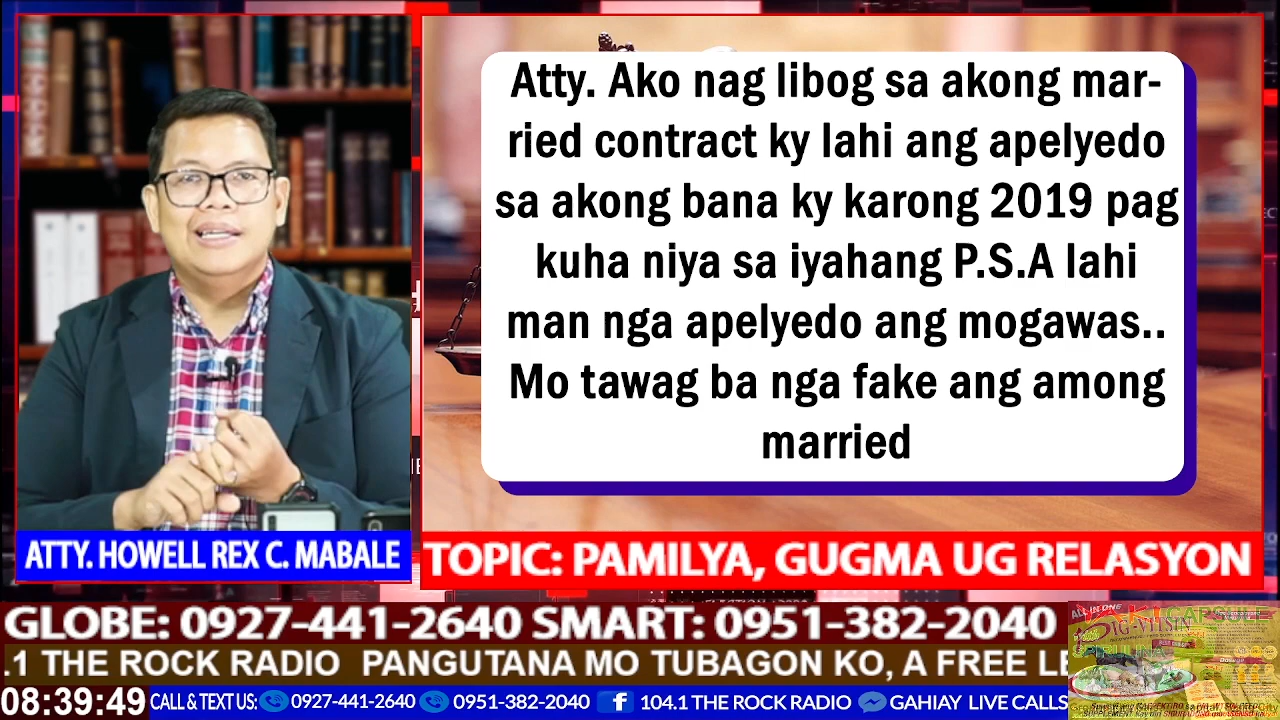 Atty. Ako nag libog sa akong mar-
ried contract ky lahi ang apelyedo
sa akong bana ky karong 2019 pag
kuha niya sa iyahang P.S.A lahi
man nga apelyedo ang mogawas..
Mo tawag ba nga fake ang among
married
ATTY. HOWELL REX C. MABALE
TOPIC: PAMILYA, GUGMA UG RELASYON
GLOBE: 0927-441-2640 SMART: 0951-382-2040
.1 THE ROCK RADIO PANGUTANA MO TUBAGON KO, A FREE LE
08:39:49 CALL & TEXT US: 0927-441-2640 0951-382-2040 104.1 THE ROCK RADIO GAHIAY LIVE CALLS